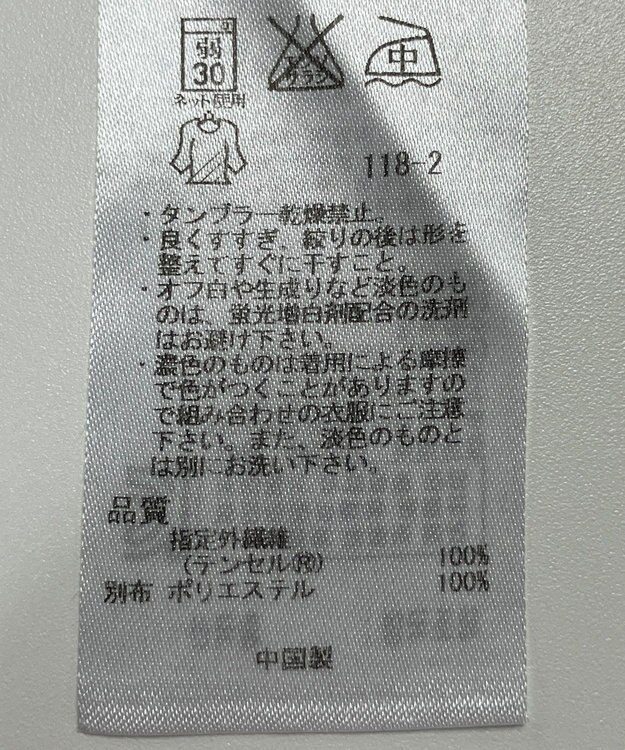 弱
30
ネット使用
エンソ
サラシ
中
118-2
・タンブラー乾燥禁止。
・良くすすぎ、絞りの後は形を
整えてすぐに干すこと。
・オフ白や生成りなど淡色のも
のは、蛍光増白剤配合の洗剤
はお避け下さい。
・濃色のものは着用による摩擦
で色がつくことがありますの
で組み合わせの衣服にご注意
下さい。また、淡色のものと
は別にお洗い下さい。
品質
指定外繊維
(テンセル(R)) 100%
別布 ポリエステル 100%
中国製